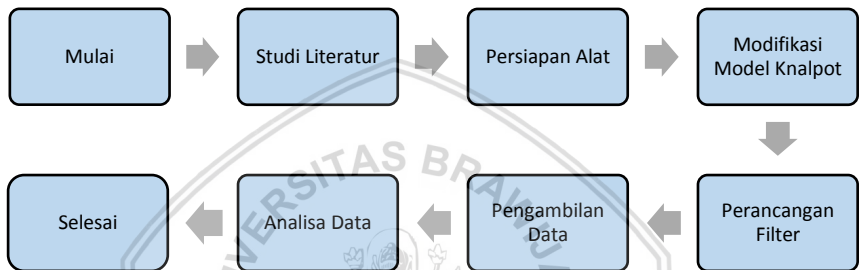 Mulai
Studi Literatur
Persiapan Alat
Modifikasi
Model Knalpot
Perancangan
Filter
Pengambilan
Data
Analisa Data
Selesai